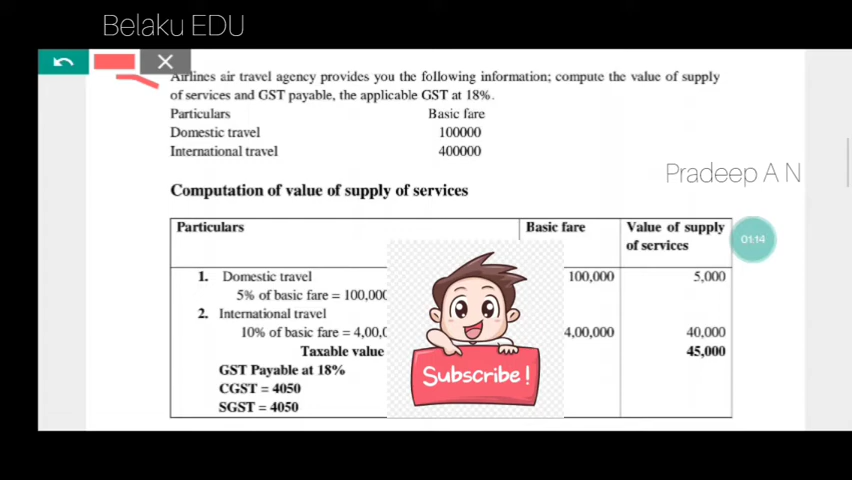 Belaku EDU
Airlines air travel agency provides you the following information; compute the value of supply
of services and GST payable, the applicable GST at 18%.
Particulars Basic fare
Domestic travel 100000
International travel 400000
Pradeep A N
Computation of value of supply of services
Particulars Basic fare Value of supply
of services
01:14
1. Domestic travel 100,000 5,000
5% of basic fare = 100,000
2. International travel
10% of basic fare = 4,00,0 4,00,000 40,000
Taxable value 45,000
GST Payable at 18%
CGST = 4050
SGST = 4050
Subscribe!